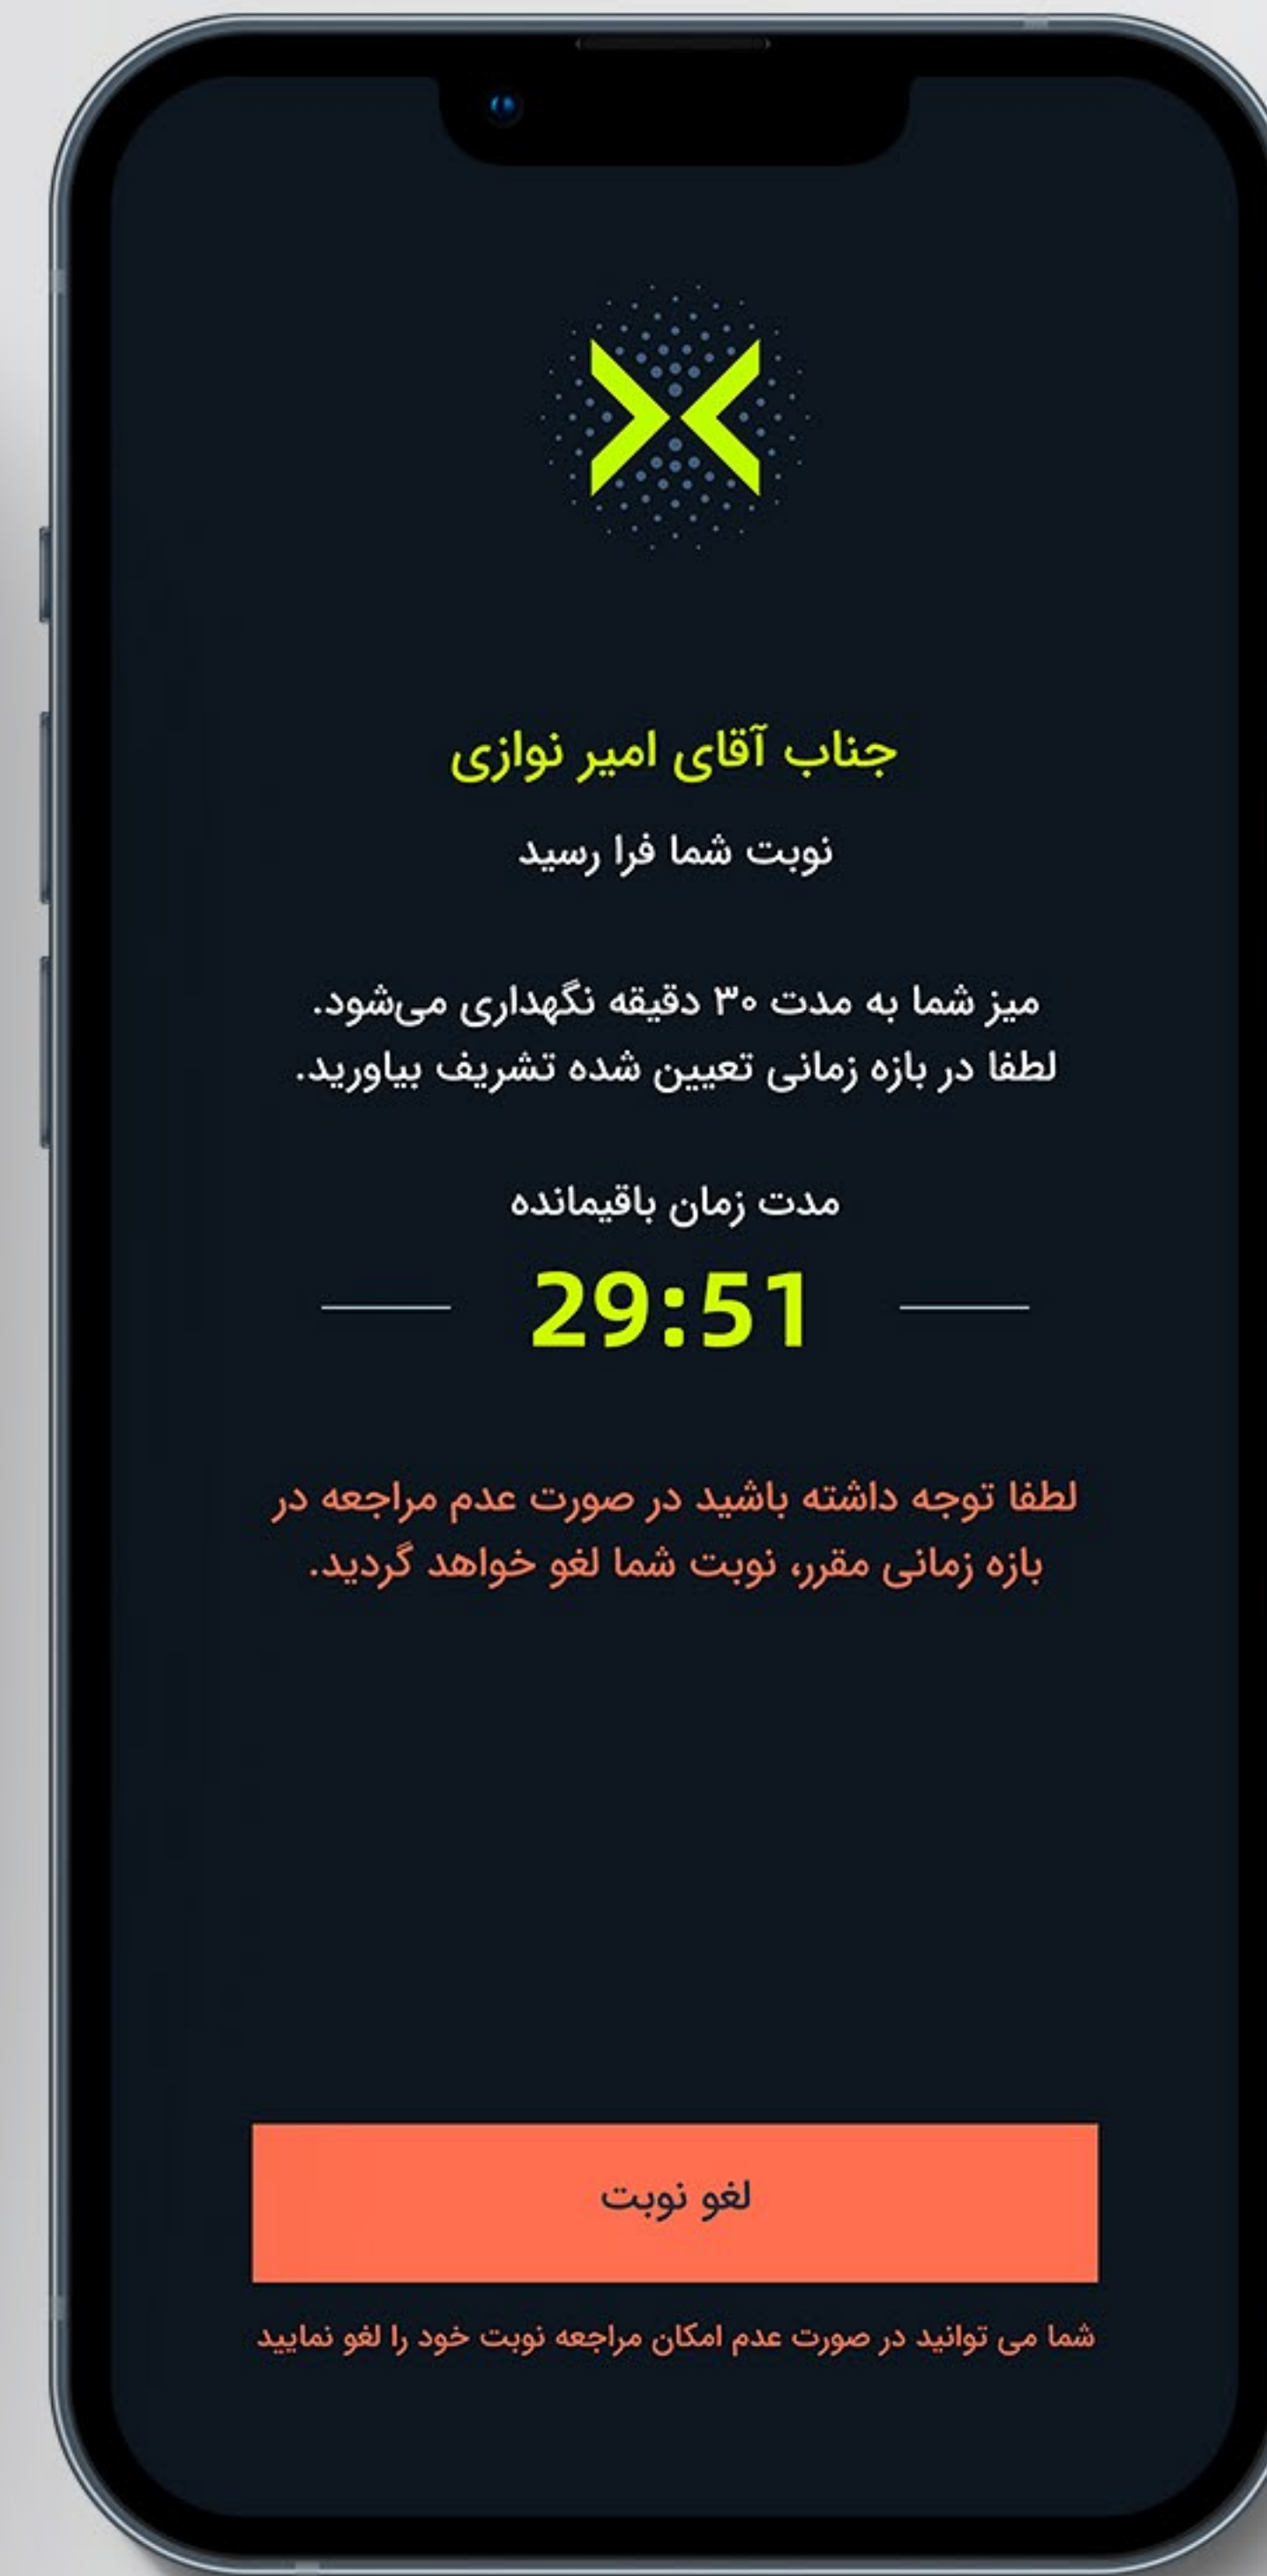 جناب آقای امیر نوازی
نوبت شما فرا رسید
میز شما به مدت ۳۰ دقیقه نگهداری می‌شود.
لطفا در بازه زمانی تعیین شده تشریف بیاورید.
مدت زمان باقیمانده
29:51
لطفا توجه داشته باشید در صورت عدم مراجعه در
بازه زمانی مقرر، نوبت شما لغو خواهد گردید.
لغو نوبت
شما می توانید در صورت عدم امکان مراجعه نوبت خود را لغو نمایید